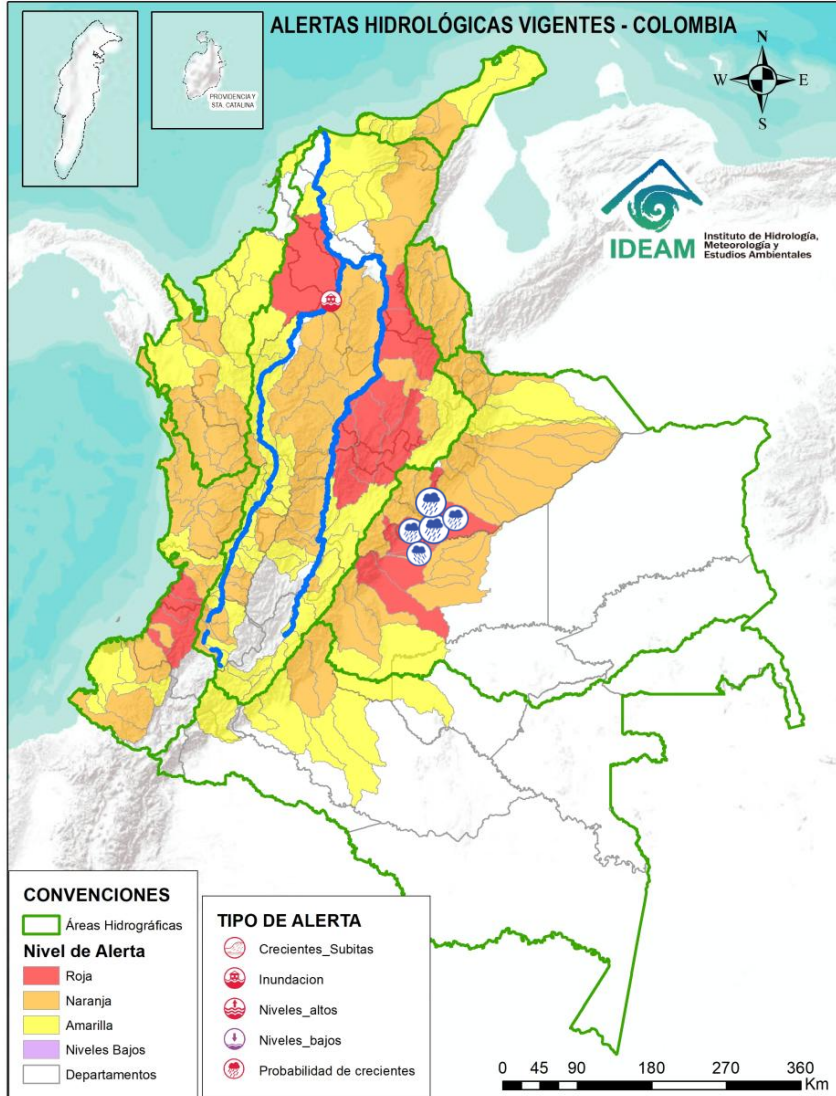 ALERTAS HIDROLÓGICAS VIGENTES - COLOMBIA
PROVIDENCIA Y
STA. CATALINA
N
W
E
S
IDEAM
Instituto de Hidrología,
Meteorología y
Estudios Ambientales
CONVENCIONES
Áreas Hidrográficas
Nivel de Alerta
Roja
Naranja
Amarilla
Niveles Bajos
Departamentos
TIPO DE ALERTA
Crecientes_Subitas
Inundacion
Niveles_altos
Niveles_bajos
Probabilidad de crecientes
0 45 90 180 270 360
Km